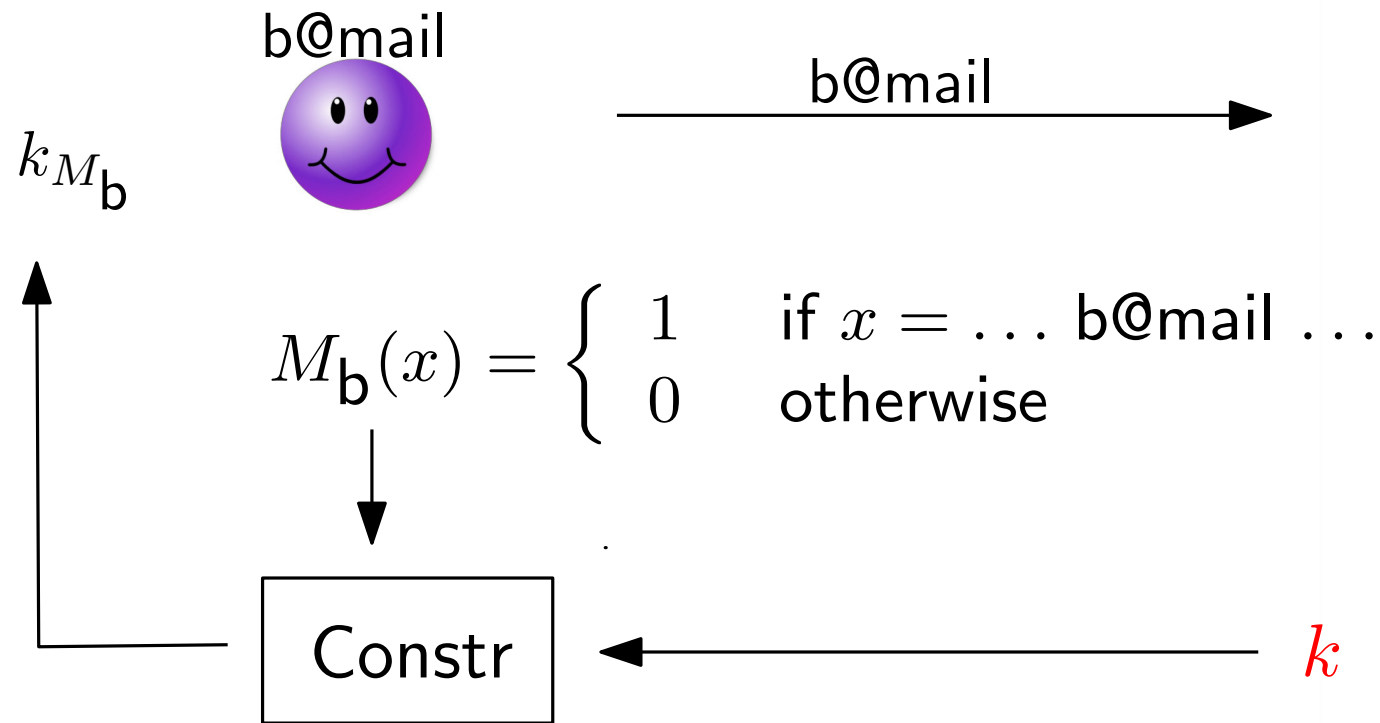 b@mail
b@mail
k_{M_b}
M_b(x) = { 1 if x = ... b@mail ...
0 otherwise
Constr
k